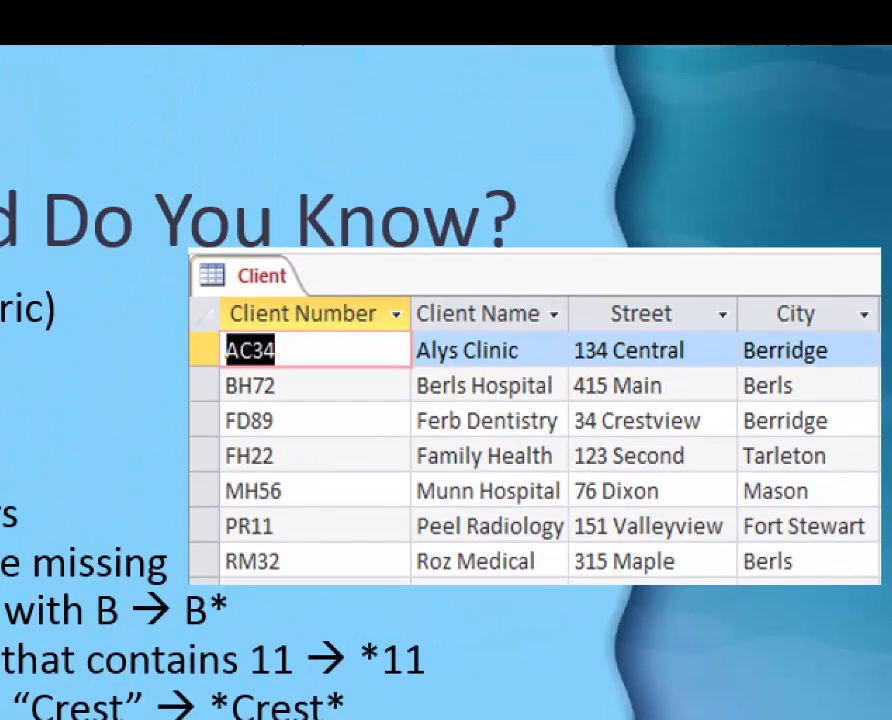 d Do You Know?
ric)
Client
Client Number Client Name Street City
AC34 Alys Clinic 134 Central Berridge
BH72 Berls Hospital 415 Main Berls
FD89 Ferb Dentistry 34 Crestview Berridge
FH22 Family Health 123 Second Tarleton
MH56 Munn Hospital 76 Dixon Mason
PR11 Peel Radiology 151 Valleyview Fort Stewart
RM32 Roz Medical 315 Maple Berls
rs
e missing
with B → B*
that contains 11 → *11
“Crest” → *Crest*